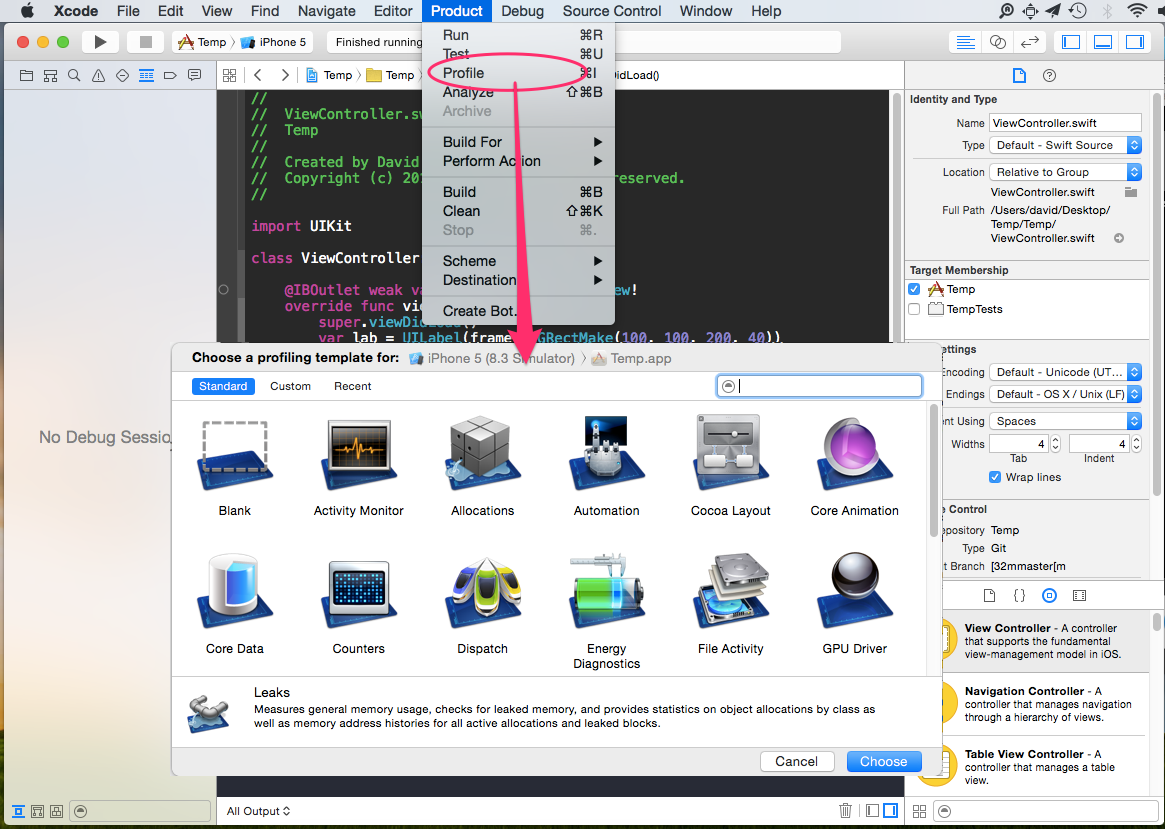 Xcode File Edit View Find Navigate Editor Product Debug Source Control Window Help
Temp iPhone 5 Finished running
Run ⌘R
Test ⌘U
Profile ⌘I
Analyze ⇧⌘B
Archive
Build For
Perform Action
Build ⌘B
Clean ⇧⌘K
Stop ⌘.
Scheme
Destination
Create Bot.
Temp Temp DidLoad()
//
// ViewController.sw
// Temp
//
// Created by David
// Copyright (c) 20 reserved.
//
import UIKit
class ViewController
@IBOutlet weak va ew!
override func vie
super.viewDidLoad()
var lab = UILabel(frame: CGRectMake(100, 100, 200, 40))
No Debug Sessio
Identity and Type
Name ViewController.swift
Type Default - Swift Source
Location Relative to Group
ViewController.swift
Full Path /Users/david/Desktop/
Temp/Temp/
ViewController.swift
Target Membership
Temp
TempTests
ettings
ncoding Default - Unicode (UT...
Endings Default - OS X / Unix (LF)
nt Using Spaces
Widths 4 4
Tab Indent
Wrap lines
e Control
epository Temp
Type Git
t Branch [32mmaster[m
View Controller - A controller
that supports the fundamental
view-management model in iOS.
Navigation Controller - A
controller that manages navigation
through a hierarchy of views.
Table View Controller - A
controller that manages a table
view.
Choose a profiling template for: iPhone 5 (8.3 Simulator) Temp.app
Standard Custom Recent
Blank Activity Monitor Allocations Automation Cocoa Layout Core Animation
Core Data Counters Dispatch Energy Diagnostics File Activity GPU Driver
Leaks
Measures general memory usage, checks for leaked memory, and provides statistics on object allocations by class as
well as memory address histories for all active allocations and leaked blocks.
Cancel Choose
All Output